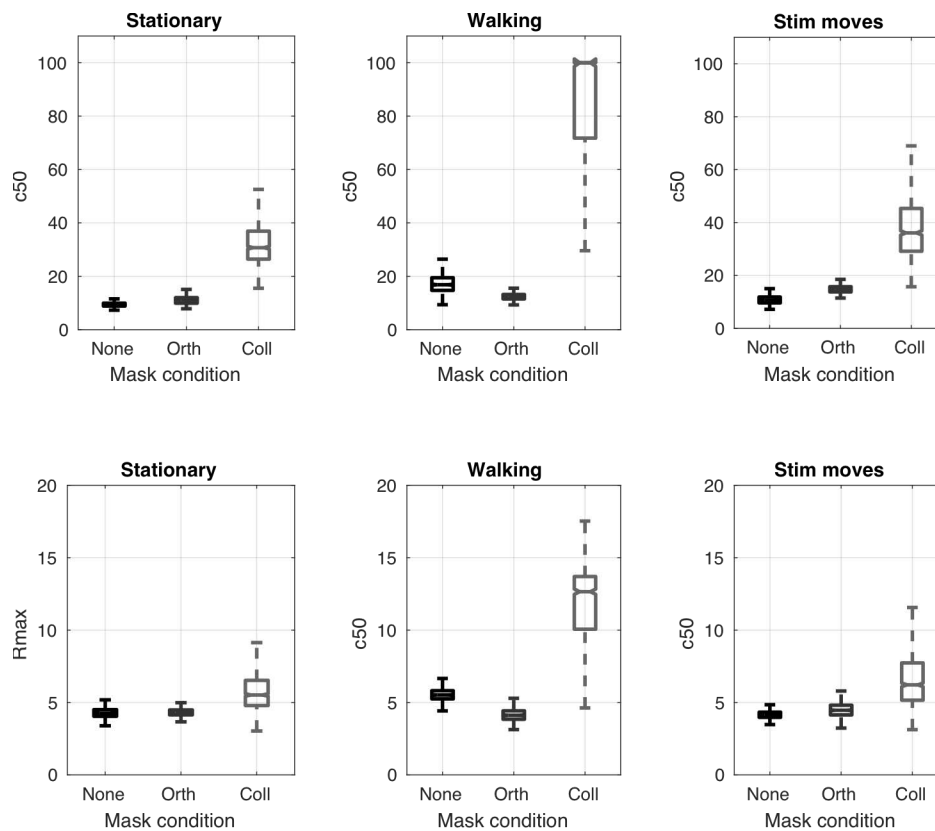 Stationary
c50
100
80
60
40
20
0
None Orth Coll
Mask condition
Walking
c50
100
80
60
40
20
0
None Orth Coll
Mask condition
Stim moves
c50
100
80
60
40
20
0
None Orth Coll
Mask condition
Stationary
Rmax
20
15
10
5
0
None Orth Coll
Mask condition
Walking
c50
20
15
10
5
0
None Orth Coll
Mask condition
Stim moves
c50
20
15
10
5
0
None Orth Coll
Mask condition